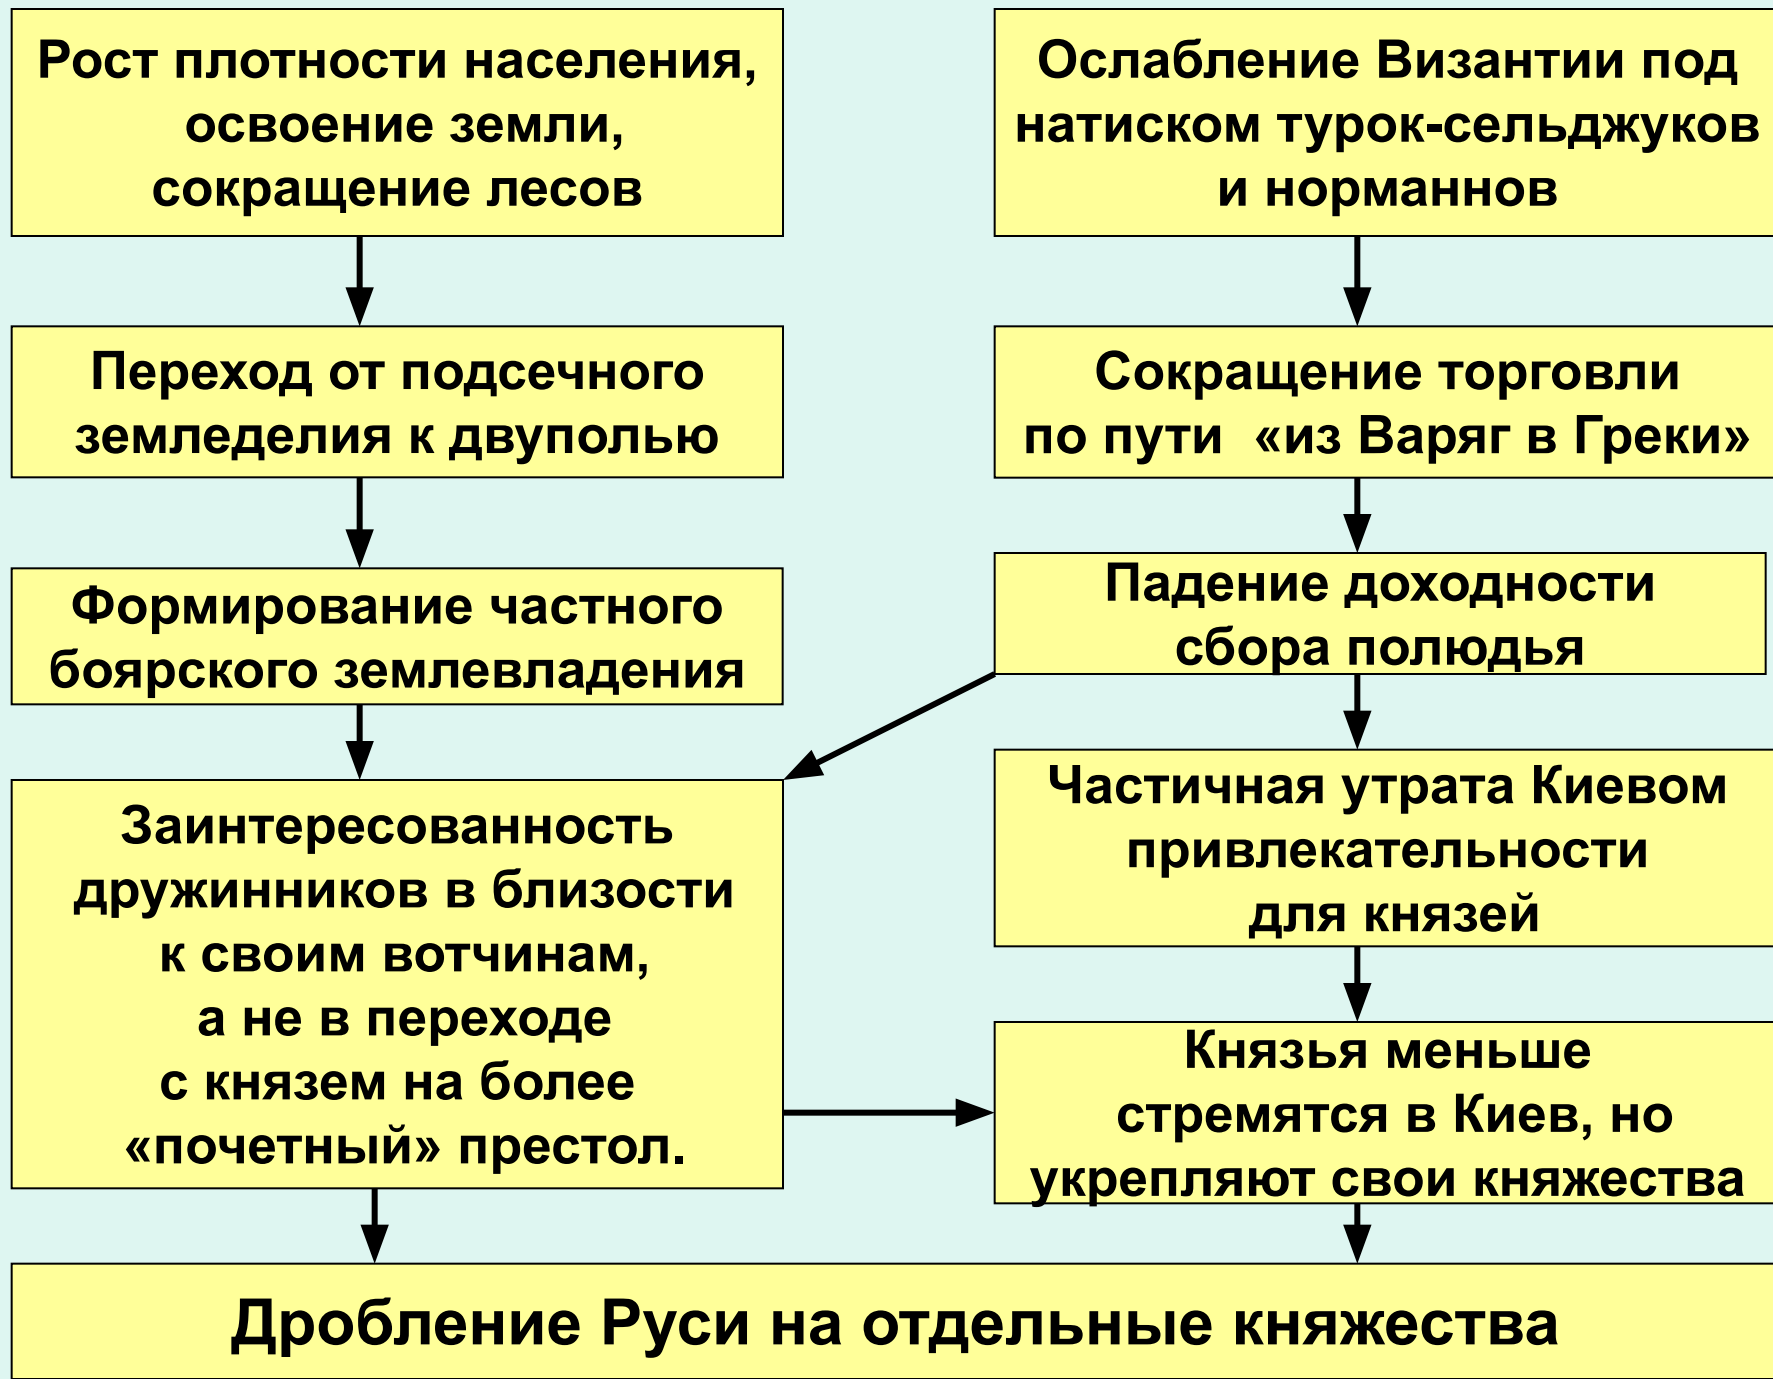 Рост плотности населения,
освоение земли,
сокращение лесов
Переход от подсечного
земледелия к двуполью
Формирование частного
боярского землевладения
Заинтересованность
дружинников в близости
к своим вотчинам,
а не в переходе
с князем на более
«почетный» престол.
Ослабление Византии под
натиском турок-сельджуков
и норманнов
Сокращение торговли
по пути «из Варяг в Греки»
Падение доходности
сбора полюдья
Частичная утрата Киевом
привлекательности
для князей
Князья меньше
стремятся в Киев, но
укрепляют свои княжества
Дробление Руси на отдельные княжества